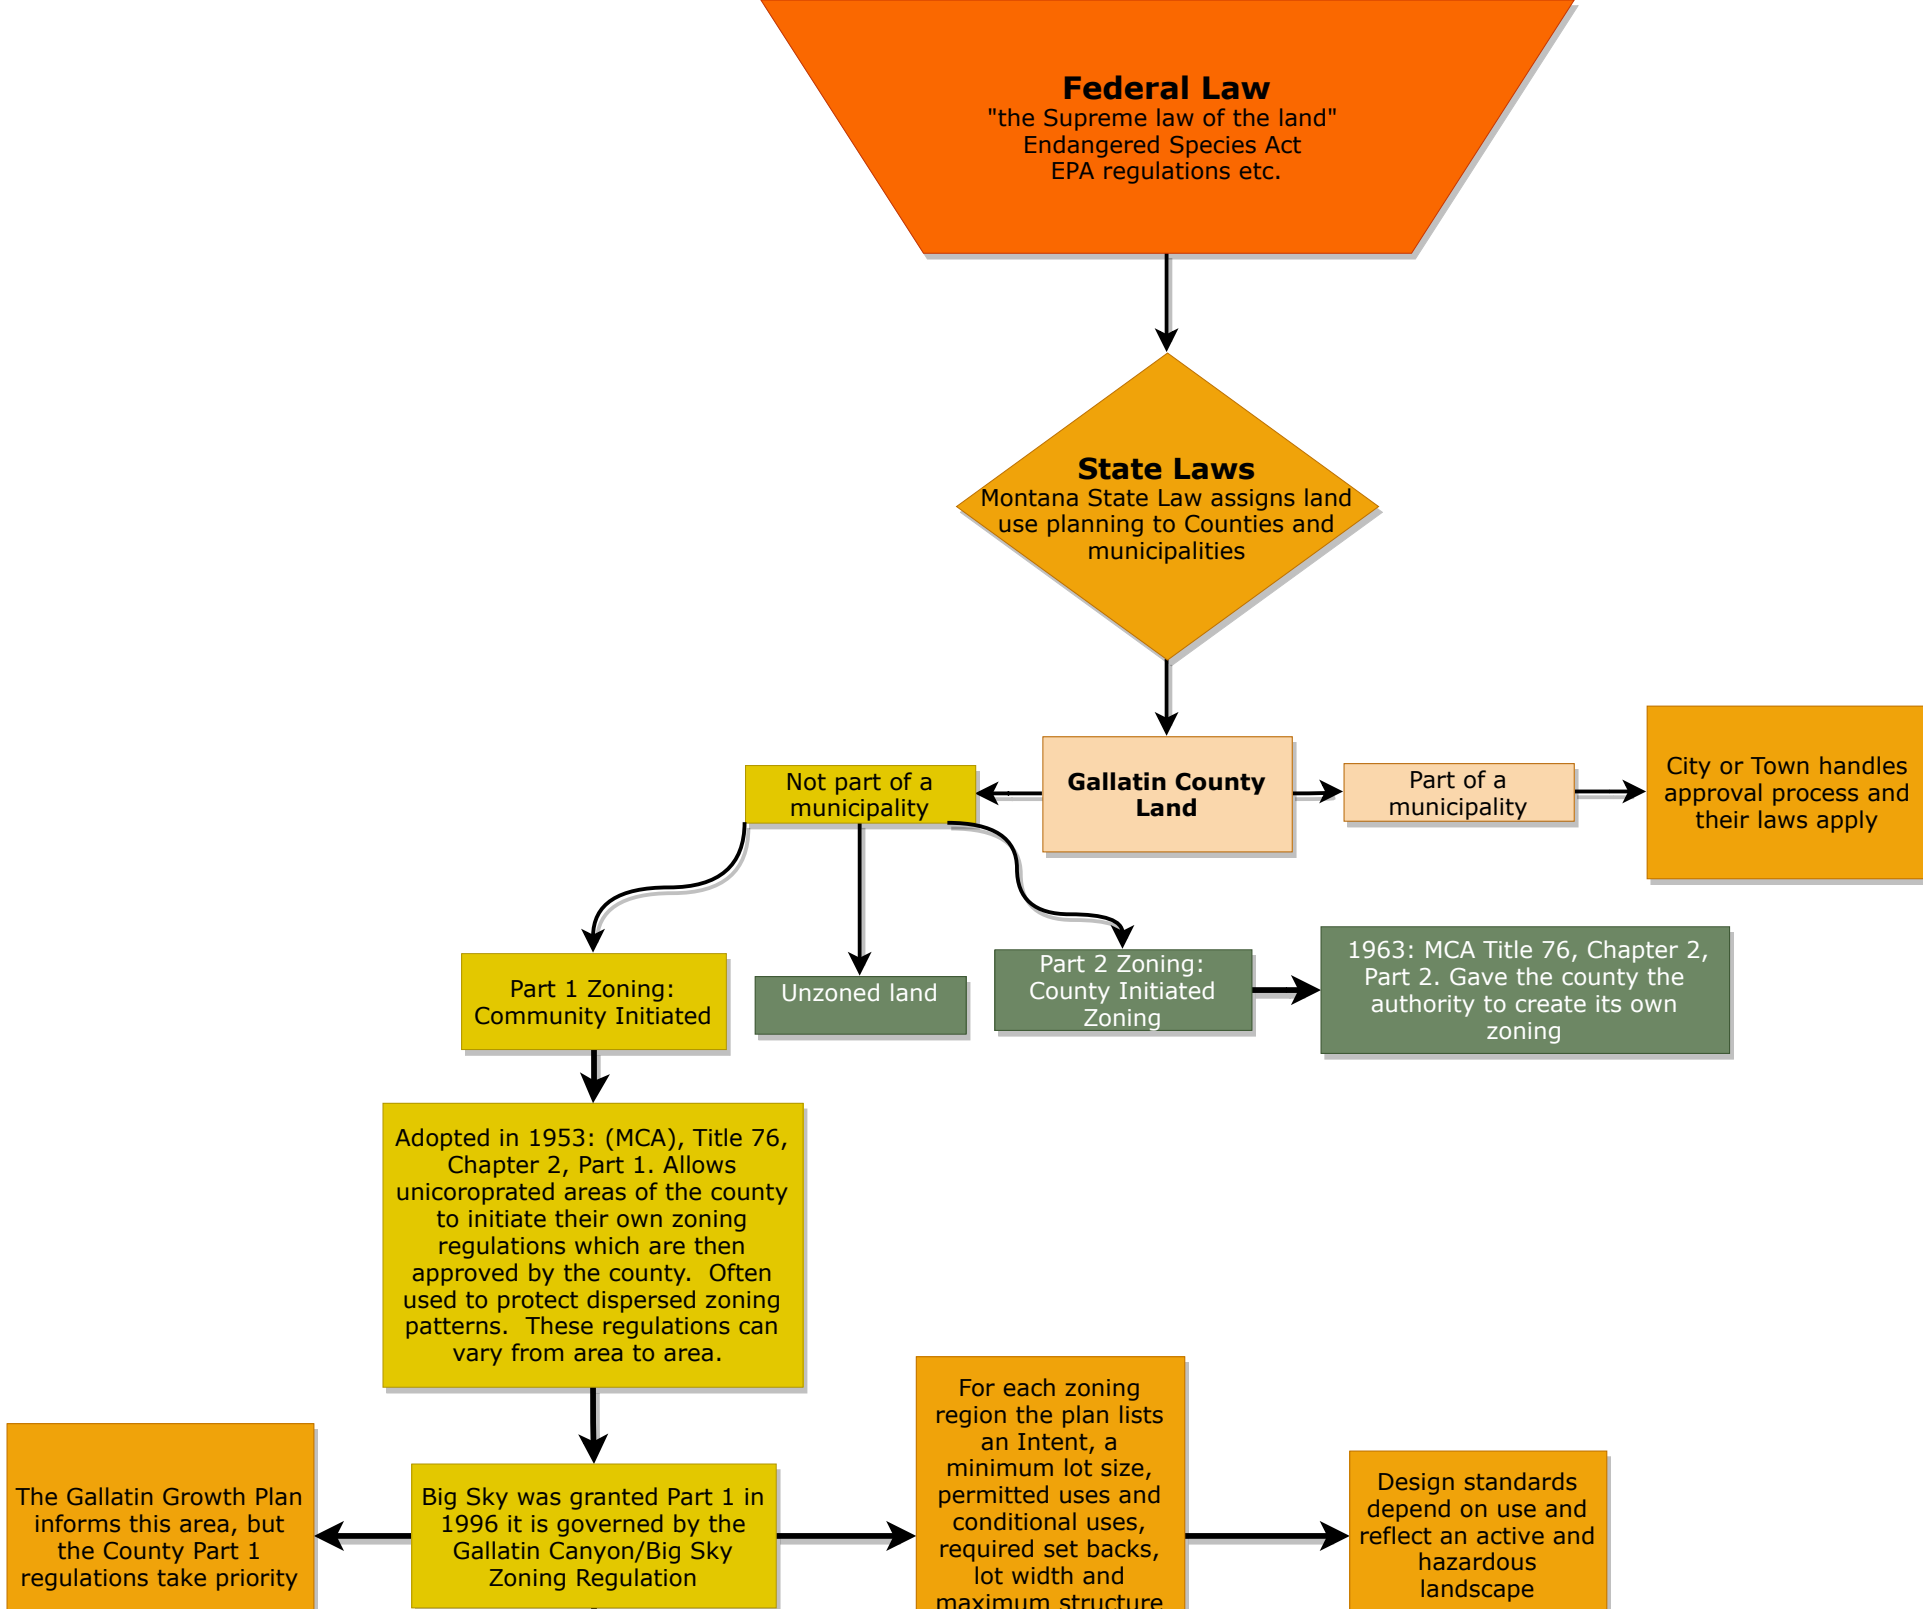 Federal Law
"the Supreme law of the land"
Endangered Species Act
EPA regulations etc.
State Laws
Montana State Law assigns land
use planning to Counties and
municipalities
Not part of a
municipality
Gallatin County
Land
Part of a
municipality
City or Town handles
approval process and
their laws apply
Part 1 Zoning:
Community Initiated
Unzoned land
Part 2 Zoning:
County Initiated
Zoning
1963: MCA Title 76, Chapter 2,
Part 2. Gave the county the
authority to create its own
zoning
Adopted in 1953: (MCA), Title 76,
Chapter 2, Part 1. Allows
unicoroprated areas of the county
to initiate their own zoning
regulations which are then
approved by the county.  Often
used to protect dispersed zoning
patterns.  These regulations can
vary from area to area.
The Gallatin Growth Plan
informs this area, but
the County Part 1
regulations take priority
Big Sky was granted Part 1 in
1996 it is governed by the
Gallatin Canyon/Big Sky
Zoning Regulation
For each zoning
region the plan lists
an Intent, a
minimum lot size,
permitted uses and
conditional uses,
required set backs,
lot width and
maximum structure
Design standards
depend on use and
reflect an active and
hazardous
landscape